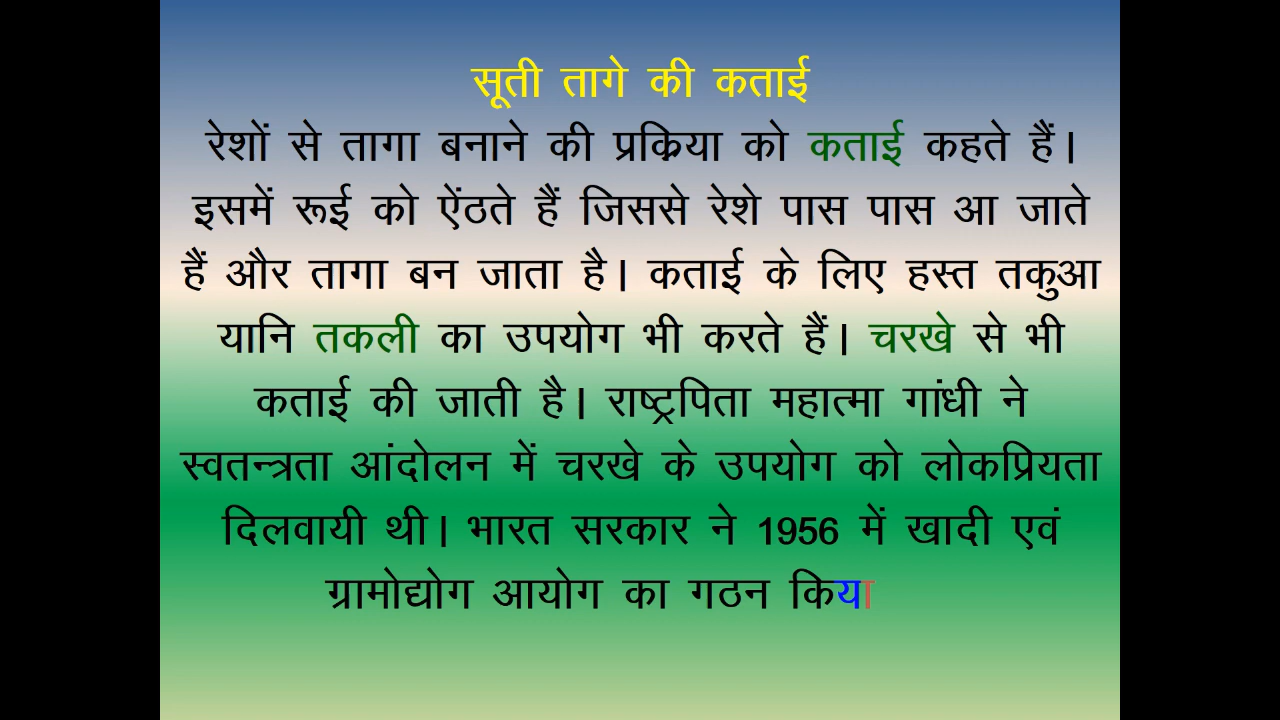 सूती तागे की कताई
रेशों से तागा बनाने की प्रक्रिया को कताई कहते हैं।
इसमें रूई को ऐंठते हैं जिससे रेशे पास पास आ जाते
हैं और तागा बन जाता है। कताई के लिए हस्त तकुआ
यानि तकली का उपयोग भी करते हैं। चरखे से भी
कताई की जाती है। राष्ट्रपिता महात्मा गांधी ने
स्वतन्त्रता आंदोलन में चरखे के उपयोग को लोकप्रियता
दिलवायी थी। भारत सरकार ने 1956 में खादी एवं
ग्रामोद्योग आयोग का गठन किया